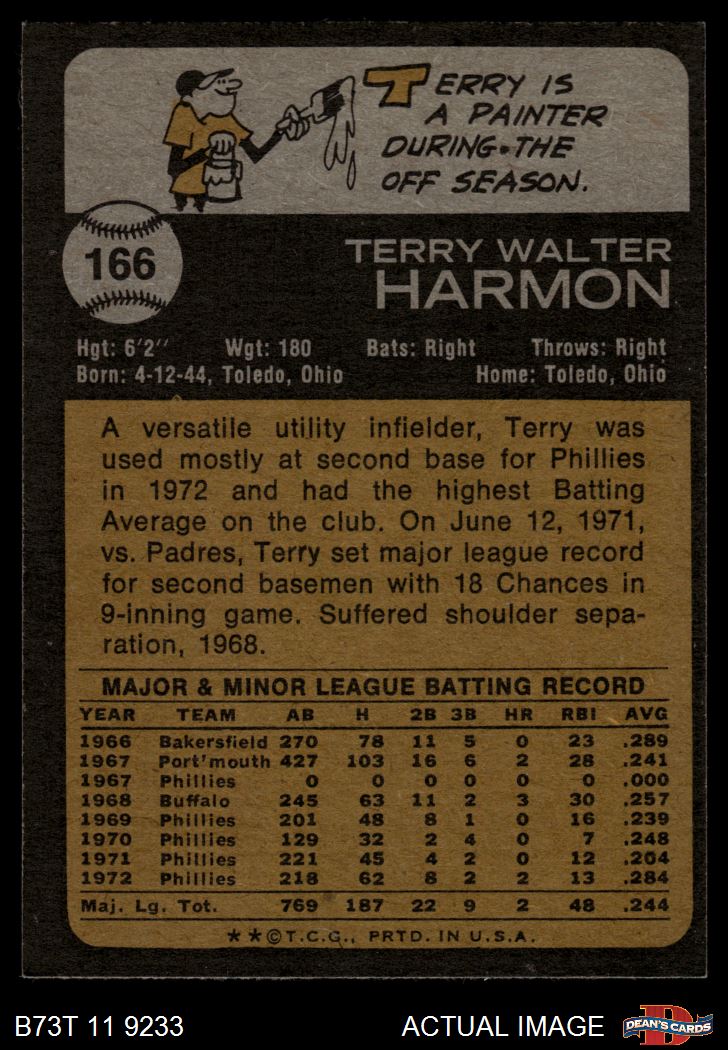 TERRY IS
A PAINTER
DURING•THE
OFF SEASON.
166
TERRY WALTER
HARMON
Hgt: 6'2" Wgt: 180 Bats: Right Throws: Right
Born: 4-12-44, Toledo, Ohio Home: Toledo, Ohio
A versatile utility infielder, Terry was
used mostly at second base for Phillies
in 1972 and had the highest Batting
Average on the club. On June 12, 1971,
vs. Padres, Terry set major league record
for second basemen with 18 Chances in
9-inning game. Suffered shoulder sepa-
ration, 1968.
MAJOR & MINOR LEAGUE BATTING RECORD
YEAR TEAM AB H 2B 3B HR RBI AVG
1966 Bakersfield 270 78 11 5 0 23 .289
1967 Port'mouth 427 103 16 6 2 28 .241
1967 Phillies 0 0 0 0 0 0 .000
1968 Buffalo 245 63 11 2 3 30 .257
1969 Phillies 201 48 8 1 0 16 .239
1970 Phillies 129 32 2 4 0 7 .248
1971 Phillies 221 45 4 2 0 12 .204
1972 Phillies 218 62 8 2 2 13 .284
Maj. Lg. Tot. 769 187 22 9 2 48 .244
★★©T.C.G., PRTD. IN U.S.A.
B73T 11 9233 ACTUAL IMAGE
D
DEAN'S CARDS